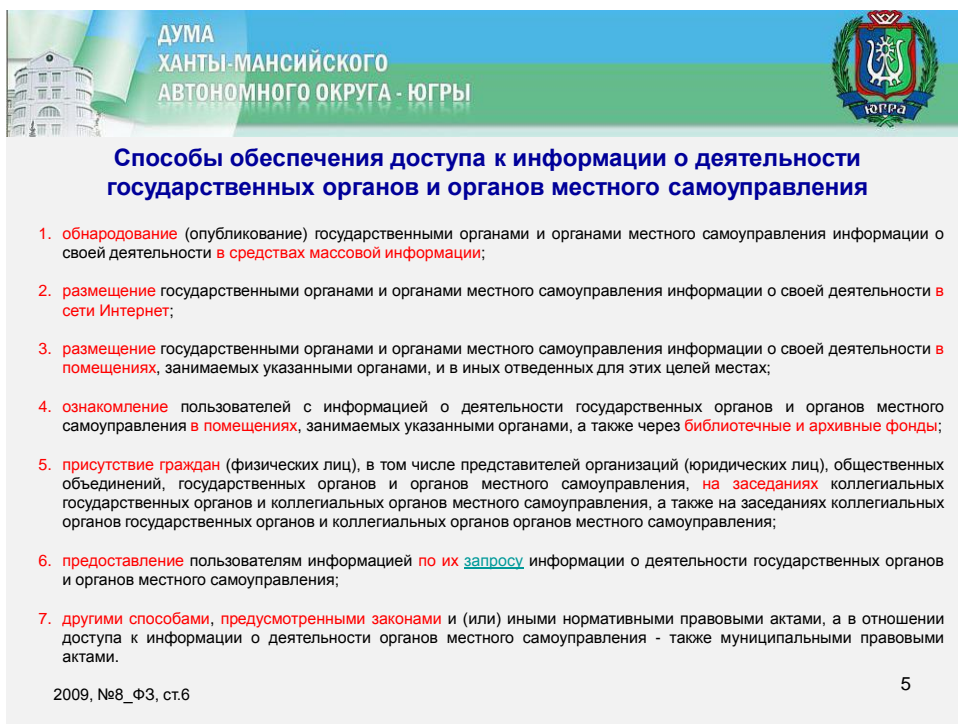 ДУМА
ХАНТЫ-МАНСИЙСКОГО
АВТОНОМНОГО ОКРУГА - ЮГРЫ
ЮГРА
Способы обеспечения доступа к информации о деятельности
государственных органов и органов местного самоуправления
1. обнародование (опубликование) государственными органами и органами местного самоуправления информации о
своей деятельности в средствах массовой информации;
2. размещение государственными органами и органами местного самоуправления информации о своей деятельности в
сети Интернет;
3. размещение государственными органами и органами местного самоуправления информации о своей деятельности в
помещениях, занимаемых указанными органами, и в иных отведенных для этих целей местах;
4. ознакомление пользователей с информацией о деятельности государственных органов и органов местного
самоуправления в помещениях, занимаемых указанными органами, а также через библиотечные и архивные фонды;
5. присутствие граждан (физических лиц), в том числе представителей организаций (юридических лиц), общественных
объединений, государственных органов и органов местного самоуправления, на заседаниях коллегиальных
государственных органов и коллегиальных органов местного самоуправления, а также на заседаниях коллегиальных
органов государственных органов и коллегиальных органов органов местного самоуправления;
6. предоставление пользователям информацией по их запросу информации о деятельности государственных органов
и органов местного самоуправления;
7. другими способами, предусмотренными законами и (или) иными нормативными правовыми актами, а в отношении
доступа к информации о деятельности органов местного самоуправления - также муниципальными правовыми
актами.
2009, №8_ФЗ, ст.6
5